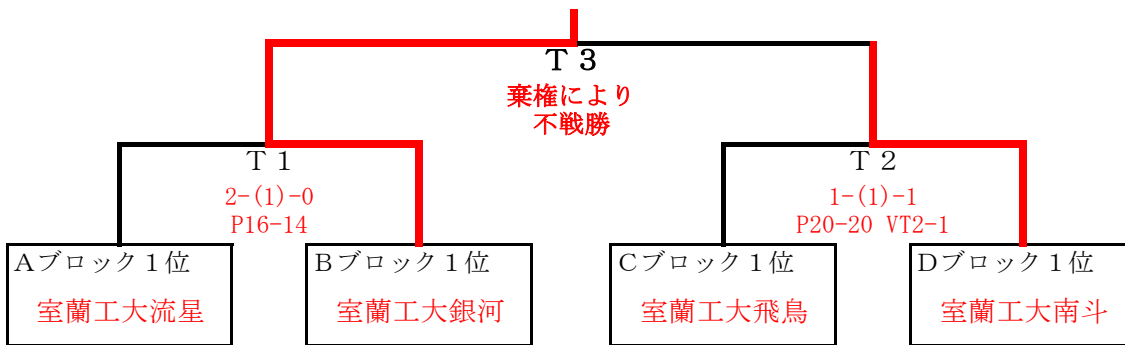 Ｔ３
棄権により
不戦勝
Ｔ１
Ｔ２
2-(1)-0
P16-14
1-(1)-1
P20-20 VT2-1
Aブロック１位
室蘭工大流星
Bブロック１位
室蘭工大銀河
Cブロック１位
室蘭工大飛鳥
Dブロック１位
室蘭工大南斗